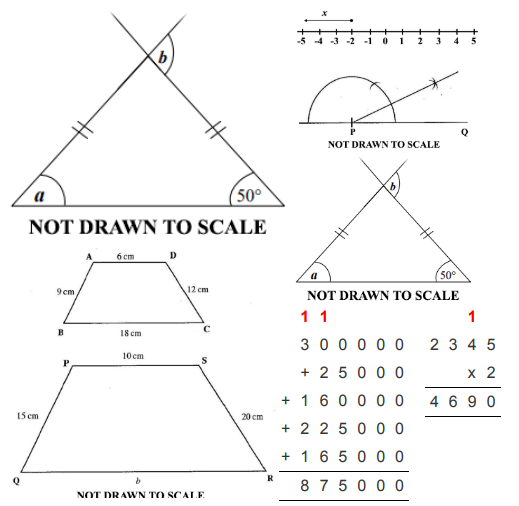 b
a
50°
NOT DRAWN TO SCALE
x
-5 -4 -3 -2 -1 0 1 2 3 4 5
P Q
NOT DRAWN TO SCALE
b
a
50°
NOT DRAWN TO SCALE
A 6 cm D
9 cm 12 cm
B 18 cm C
P 10 cm S
15 cm 20 cm
Q b R
NOT DRAWN TO SCALE
1 1
3 0 0 0 0 0
+ 2 5 0 0 0
+ 1 6 0 0 0 0
+ 2 2 5 0 0 0
+ 1 6 5 0 0 0
8 7 5 0 0 0
1
2 3 4 5
x 2
4 6 9 0